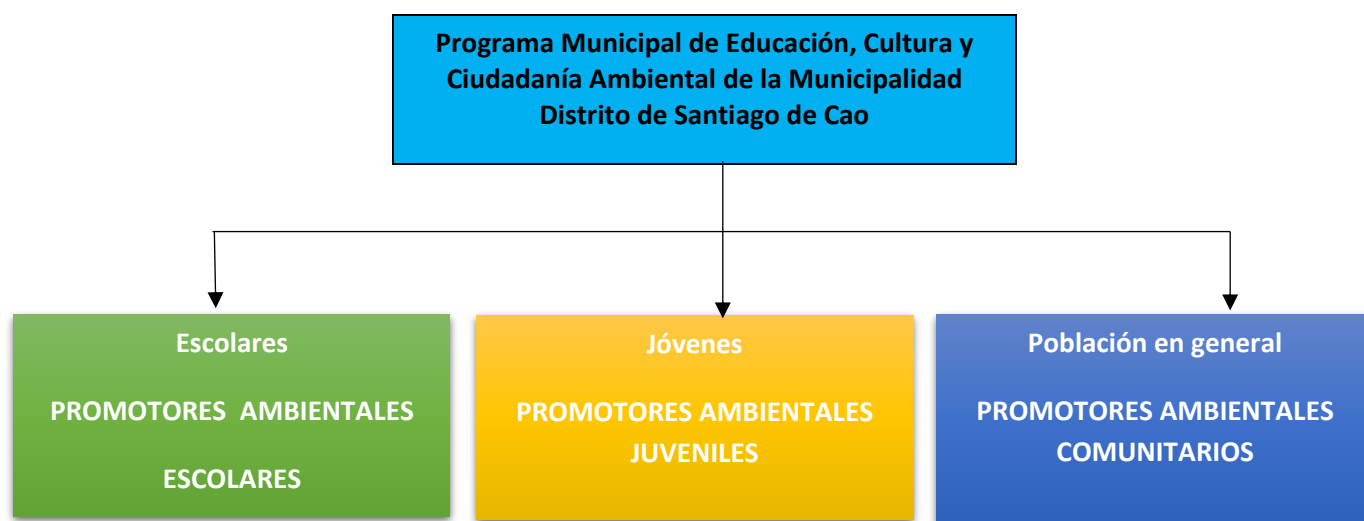 Programa Municipal de Educación, Cultura y
Ciudadanía Ambiental de la Municipalidad
Distrito de Santiago de Cao
Escolares
PROMOTORES AMBIENTALES
ESCOLARES
Jóvenes
PROMOTORES AMBIENTALES
JUVENILES
Población en general
PROMOTORES AMBIENTALES
COMUNITARIOS